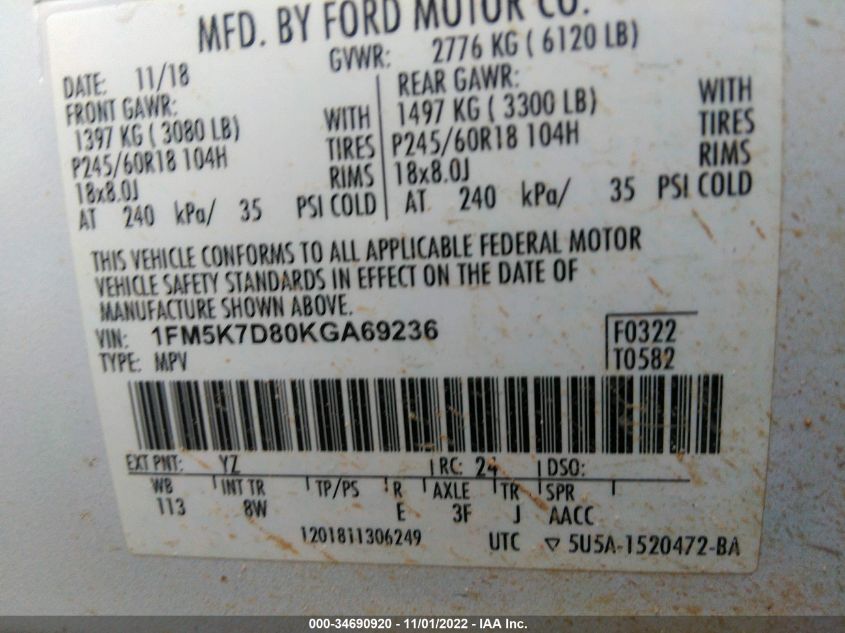 MFD. BY FORD MOTOR CO.
GVWR: 2776 KG ( 6120 LB)
DATE: 11/18
FRONT GAWR:
1397 KG ( 3080 LB) WITH
P245/60R18 104H TIRES
18x8.0J RIMS
AT 240 kPa/ 35 PSI COLD
REAR GAWR:
1497 KG ( 3300 LB) WITH
P245/60R18 104H TIRES
18x8.0J RIMS
AT 240 kPa/ 35 PSI COLD
THIS VEHICLE CONFORMS TO ALL APPLICABLE FEDERAL MOTOR
VEHICLE SAFETY STANDARDS IN EFFECT ON THE DATE OF
MANUFACTURE SHOWN ABOVE.
VIN: 1FM5K7D80KGA69236
TYPE: MPV
F0322
T0582
EXT PNT: YZ RC: 24 DSO:
WB INT TR TP/PS R AXLE TR SPR
113 8W E 3F J AACC
1201811306249 UTC ▽ 5U5A-1520472-BA
000-34690920 - 11/01/2022 - IAA Inc.